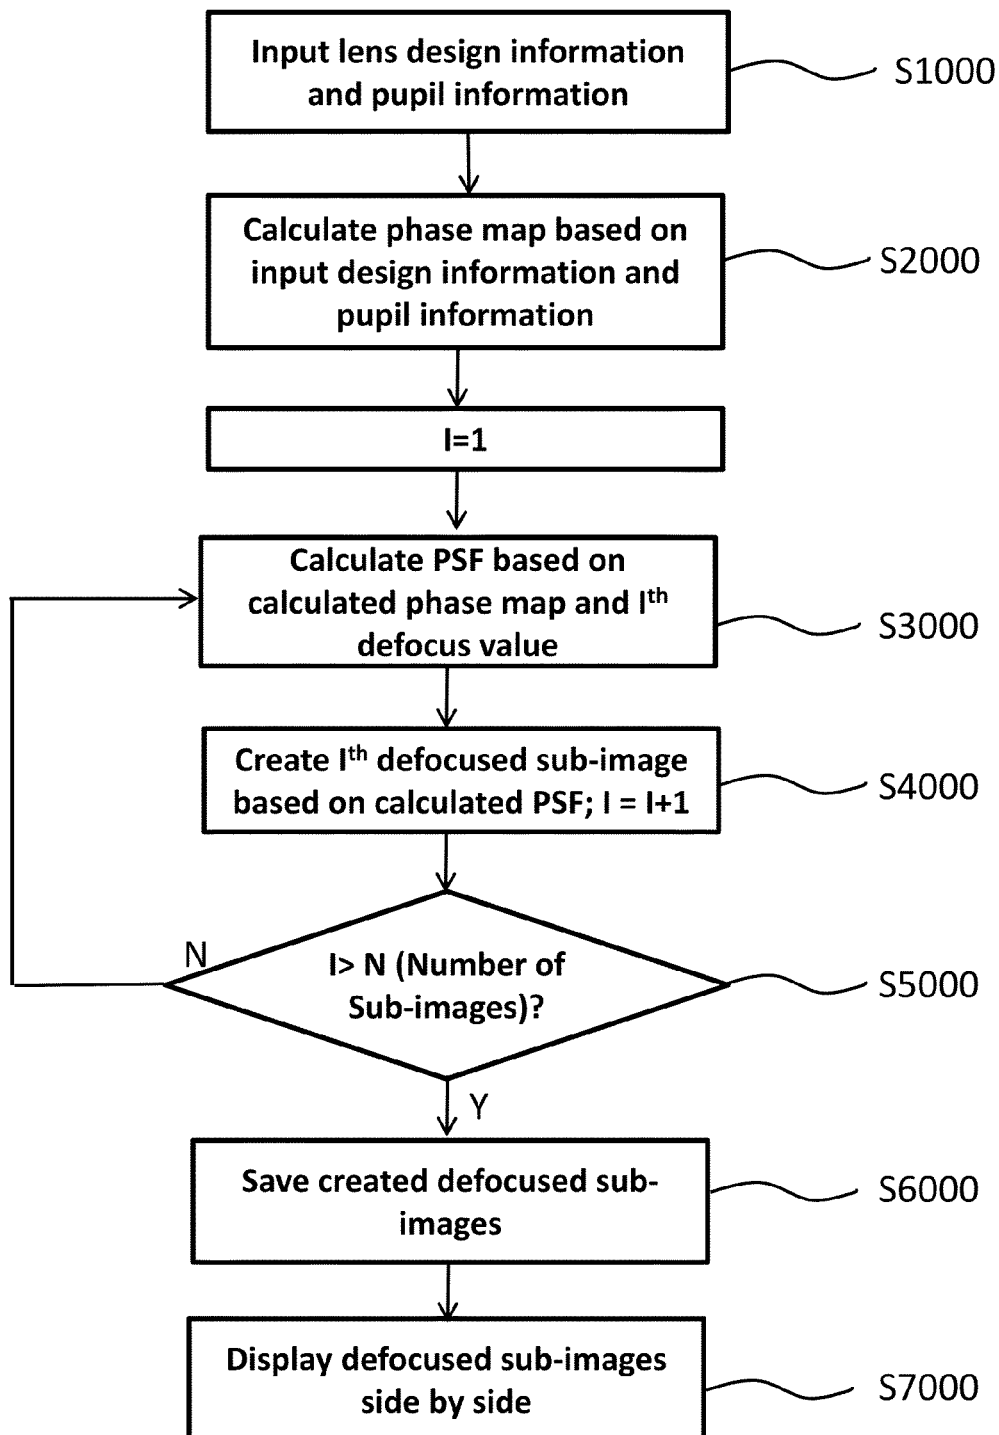 Input lens design information
and pupil information
S1000
Calculate phase map based on
input design information and
pupil information
S2000
I=1
Calculate PSF based on
calculated phase map and Iᵗʰ
defocus value
S3000
Create Iᵗʰ defocused sub-image
based on calculated PSF; I = I+1
S4000
N
I> N (Number of
Sub-images)?
S5000
Y
Save created defocused sub-
images
S6000
Display defocused sub-images
side by side
S7000